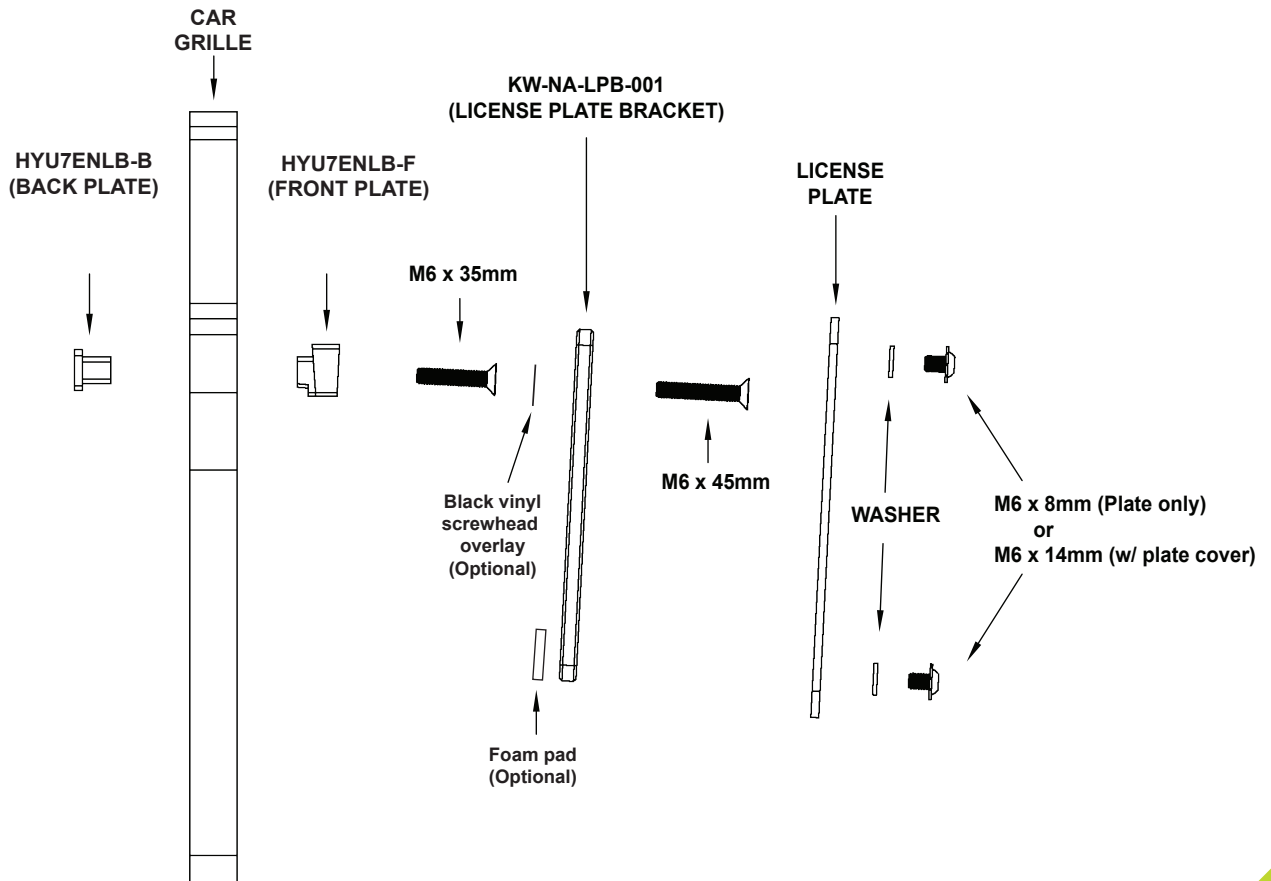 CAR
GRILLE
KW-NA-LPB-001
(LICENSE PLATE BRACKET)
HYU7ENLB-B
(BACK PLATE)
HYU7ENLB-F
(FRONT PLATE)
LICENSE
PLATE
M6 x 35mm
M6 x 45mm
Black vinyl
screwhead
overlay
(Optional)
WASHER
M6 x 8mm (Plate only)
or
M6 x 14mm (w/ plate cover)
Foam pad
(Optional)